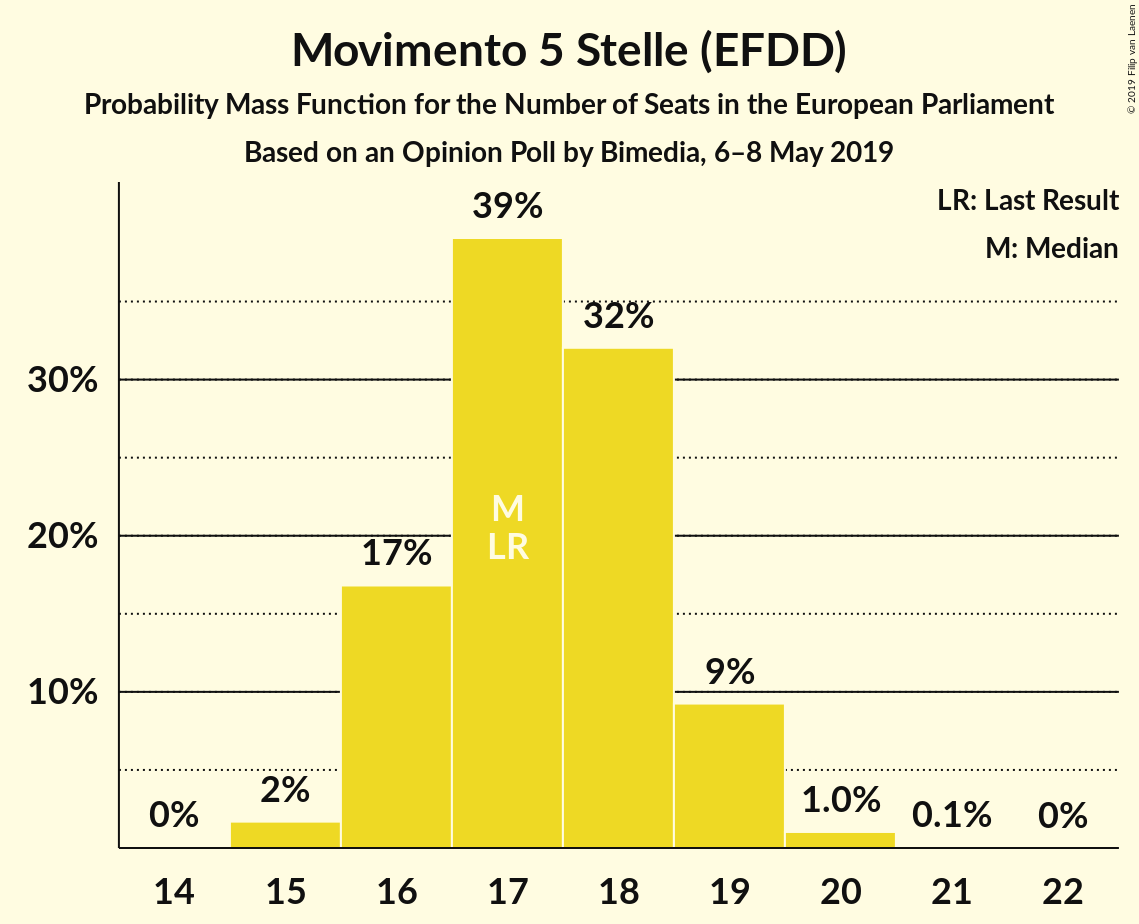 Movimento 5 Stelle (EFDD)
Probability Mass Function for the Number of Seats in the European Parliament
Based on an Opinion Poll by Bimedia, 6–8 May 2019
© 2019 Filip van Laenen
LR: Last Result
M: Median
39%
32%
30%
M
LR
20%
17%
10%
9%
2%
1.0%
0%
0.1%
0%
14 15 16 17 18 19 20 21 22